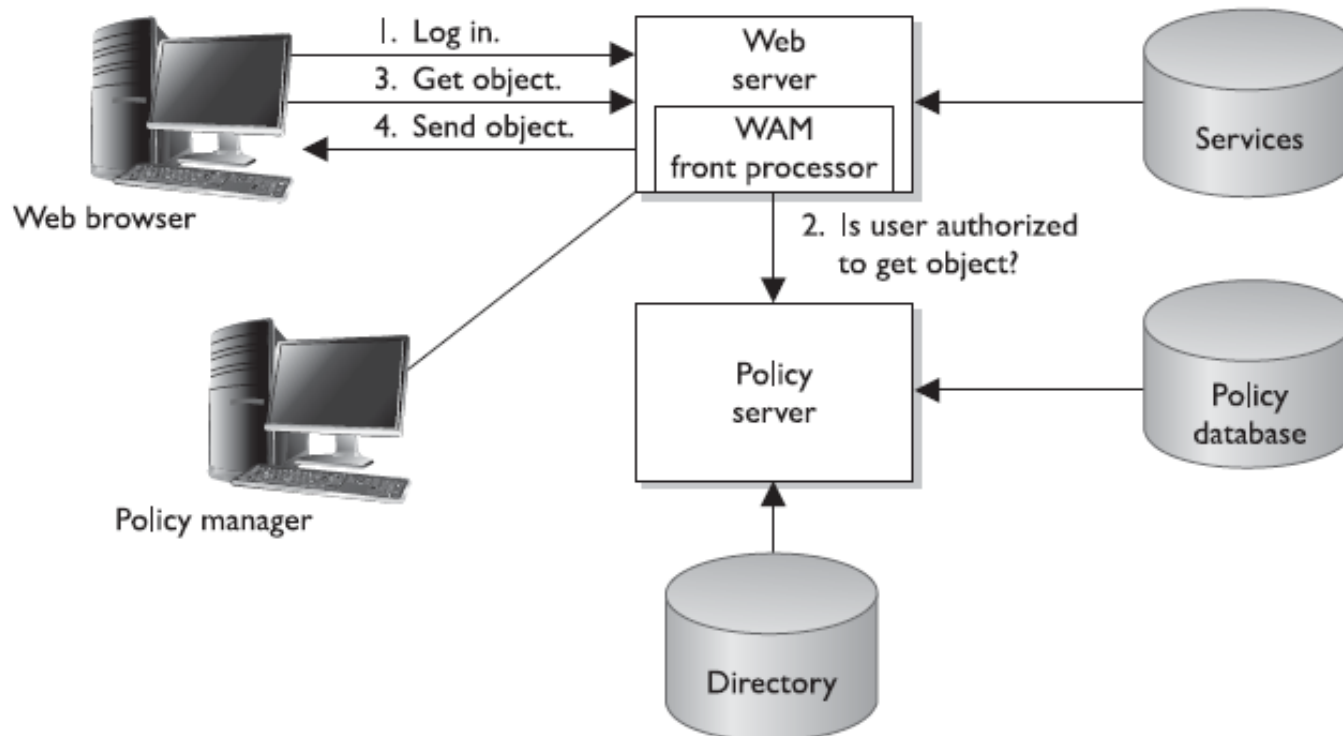 1. Log in.
3. Get object.
4. Send object.
Web browser
Web
server
WAM
front processor
Services
2. Is user authorized
to get object?
Policy manager
Policy
server
Policy
database
Directory